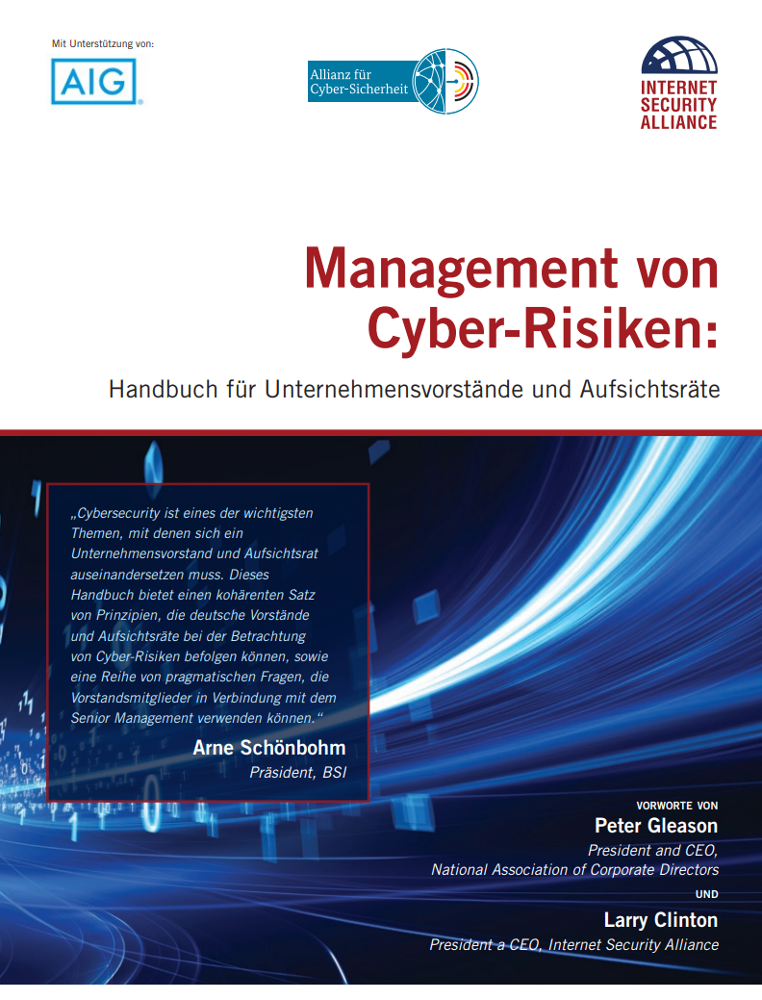 Mit Unterstützung von:
AIG
Allianz für
Cyber-Sicherheit
INTERNET
SECURITY
ALLIANCE
Management von
Cyber-Risiken:
Handbuch für Unternehmensvorstände und Aufsichtsräte
„Cybersecurity ist eines der wichtigsten
Themen, mit denen sich ein
Unternehmensvorstand und Aufsichtsrat
auseinandersetzen muss. Dieses
Handbuch bietet einen kohärenten Satz
von Prinzipien, die deutsche Vorstände
und Aufsichtsräte bei der Betrachtung
von Cyber-Risiken befolgen können, sowie
eine Reihe von pragmatischen Fragen, die
Vorstandsmitglieder in Verbindung mit dem
Senior Management verwenden können.“
Arne Schönbohm
Präsident, BSI
VORWORTE VON
Peter Gleason
President and CEO,
National Association of Corporate Directors
UND
Larry Clinton
President a CEO, Internet Security Alliance